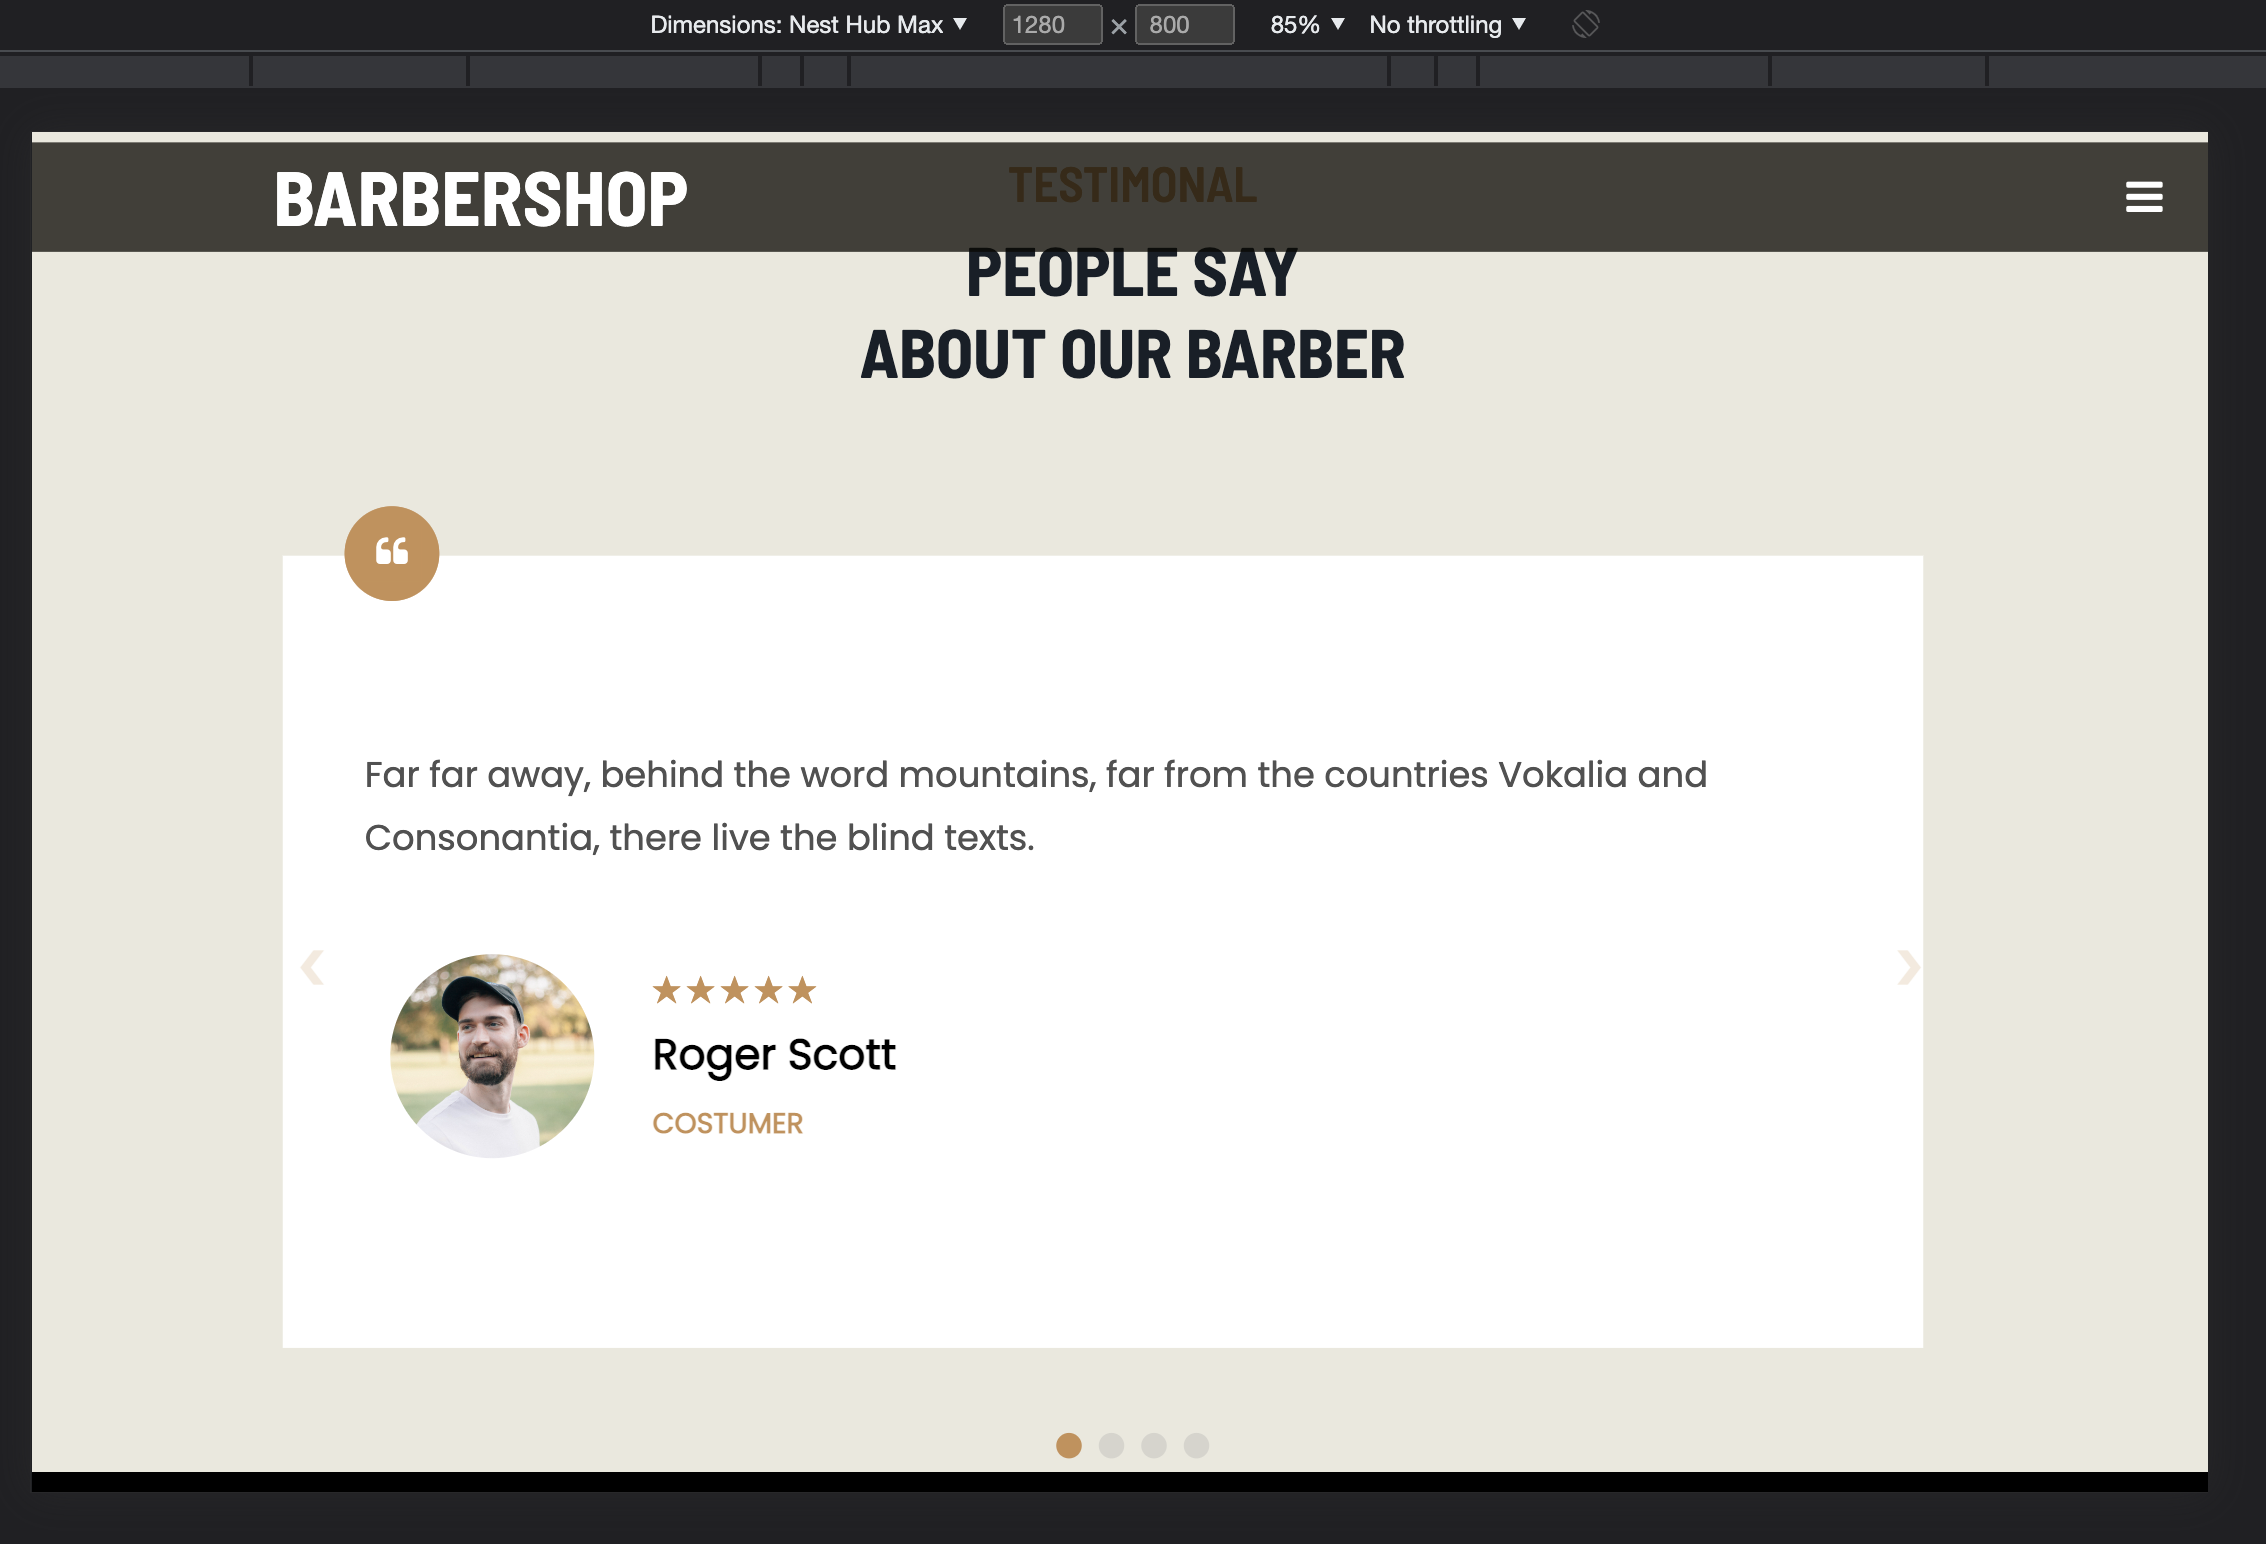 Dimensions: Nest Hub Max ▼ 1280 × 800 85% ▼ No throttling ▼
BARBERSHOP
TESTIMONAL
PEOPLE SAY
ABOUT OUR BARBER
Far far away, behind the word mountains, far from the countries Vokalia and
Consonantia, there live the blind texts.
★★★★★
Roger Scott
COSTUMER